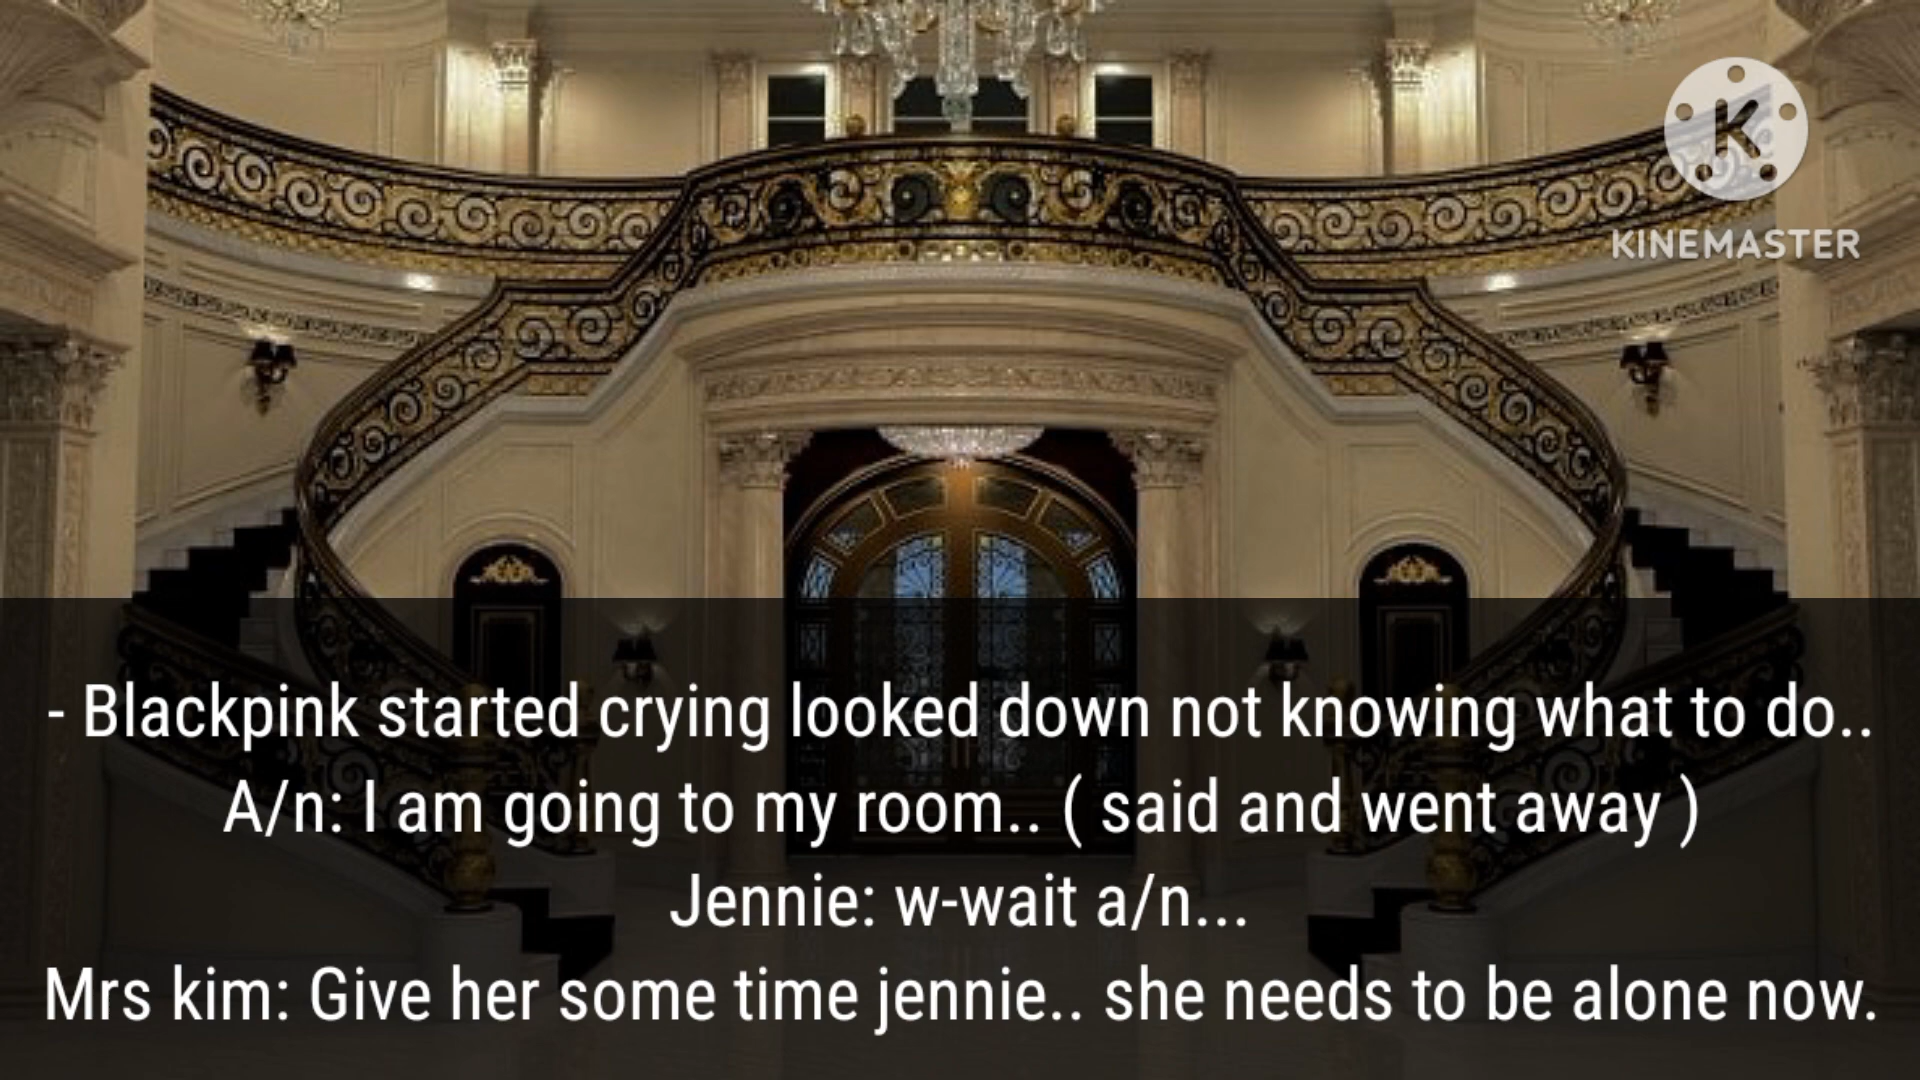 K
KINEMASTER
- Blackpink started crying looked down not knowing what to do..
A/n: I am going to my room.. ( said and went away )
Jennie: w-wait a/n...
Mrs kim: Give her some time jennie.. she needs to be alone now.